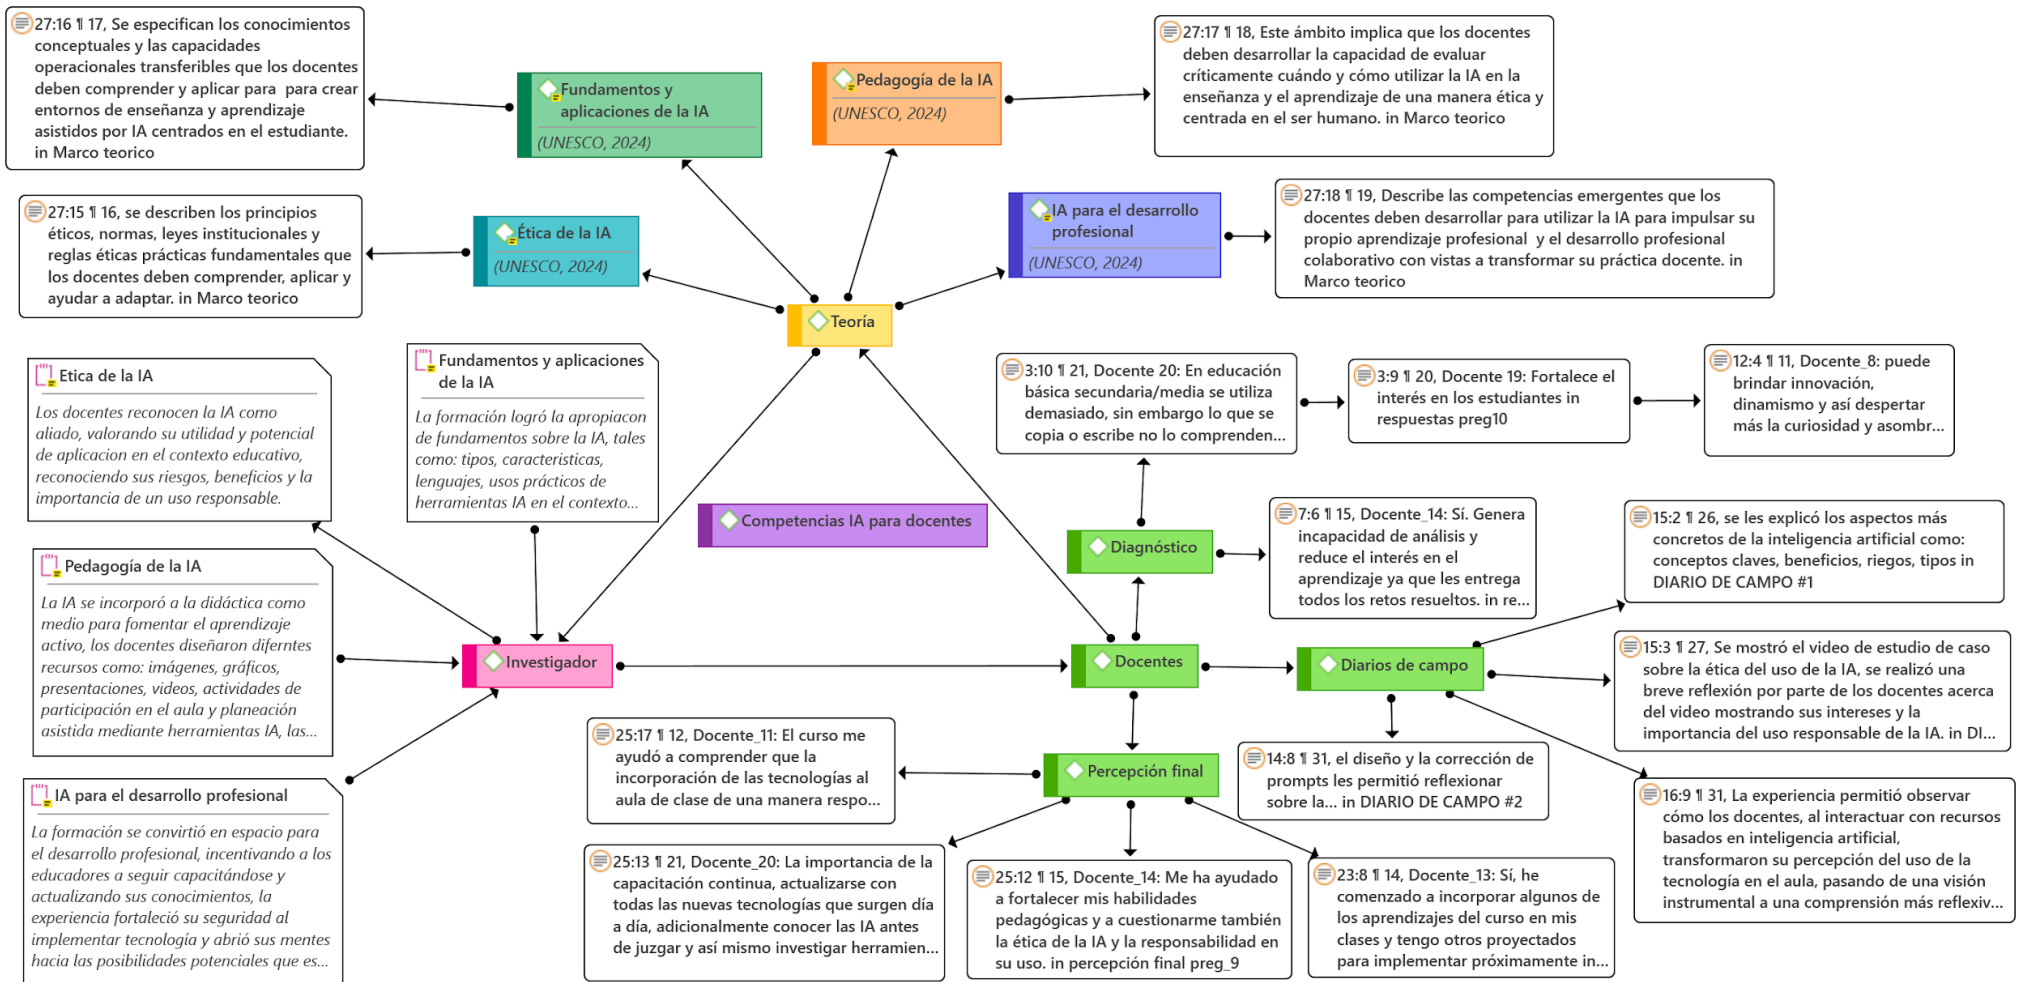 27:16 ¶ 17, Se especifican los conocimientos
conceptuales y las capacidades
operacionales transferibles que los docentes
deben comprender y aplicar para  para crear
entornos de enseñanza y aprendizaje
asistidos por IA centrados en el estudiante.
in Marco teorico
Fundamentos y
aplicaciones de la IA
(UNESCO, 2024)
Pedagogía de la IA
(UNESCO, 2024)
27:17 ¶ 18, Este ámbito implica que los docentes
deben desarrollar la capacidad de evaluar
críticamente cuándo y cómo utilizar la IA en la
enseñanza y el aprendizaje de una manera ética y
centrada en el ser humano. in Marco teorico
27:15 ¶ 16, se describen los principios
éticos, normas, leyes institucionales y
reglas éticas prácticas fundamentales que
los docentes deben comprender, aplicar y
ayudar a adaptar. in Marco teorico
Ética de la IA
(UNESCO, 2024)
IA para el desarrollo
profesional
(UNESCO, 2024)
27:18 ¶ 19, Describe las competencias emergentes que los
docentes deben desarrollar para utilizar la IA para impulsar su
propio aprendizaje profesional  y el desarrollo profesional
colaborativo con vistas a transformar su práctica docente. in
Marco teorico
Teoría
Etica de la IA
Los docentes reconocen la IA como
aliado, valorando su utilidad y potencial
de aplicacion en el contexto educativo,
reconociendo sus riesgos, beneficios y la
importancia de un uso responsable.
Fundamentos y aplicaciones
de la IA
La formación logró la apropiacon
de fundamentos sobre la IA, tales
como: tipos, caracteristicas,
lenguajes, usos prácticos de
herramientas IA en el contexto...
3:10 ¶ 21, Docente 20: En educación
básica secundaria/media se utiliza
demasiado, sin embargo lo que se
copia o escribe no lo comprenden...
3:9 ¶ 20, Docente 19: Fortalece el
interés en los estudiantes in
respuestas preg10
12:4 ¶ 11, Docente_8: puede
brindar innovación,
dinamismo y así despertar
más la curiosidad y asombr...
Competencias IA para docentes
Diagnóstico
7:6 ¶ 15, Docente_14: Sí. Genera
incapacidad de análisis y
reduce el interés en el
aprendizaje ya que les entrega
todos los retos resueltos. in re...
15:2 ¶ 26, se les explicó los aspectos más
concretos de la inteligencia artificial como:
conceptos claves, beneficios, riegos, tipos in
DIARIO DE CAMPO #1
Pedagogía de la IA
La IA se incorporó a la didáctica como
medio para fomentar el aprendizaje
activo, los docentes diseñaron diferntes
recursos como: imágenes, gráficos,
presentaciones, videos, actividades de
participación en el aula y planeación
asistida mediante herramientas IA, las...
Investigador
Docentes
Diarios de campo
15:3 ¶ 27, Se mostró el video de estudio de caso
sobre la ética del uso de la IA, se realizó una
breve reflexión por parte de los docentes acerca
del video mostrando sus intereses y la
importancia del uso responsable de la IA. in DI...
25:17 ¶ 12, Docente_11: El curso me
ayudó a comprender que la
incorporación de las tecnologías al
aula de clase de una manera respo...
Percepción final
14:8 ¶ 31, el diseño y la corrección de
prompts les permitió reflexionar
sobre la... in DIARIO DE CAMPO #2
16:9 ¶ 31, La experiencia permitió observar
cómo los docentes, al interactuar con recursos
basados en inteligencia artificial,
transformaron su percepción del uso de la
tecnología en el aula, pasando de una visión
instrumental a una comprensión más reflexiv...
IA para el desarrollo profesional
La formación se convirtió en espacio para
el desarrollo profesional, incentivando a los
educadores a seguir capacitándose y
actualizando sus conocimientos, la
experiencia fortaleció su seguridad al
implementar tecnología y abrió sus mentes
hacia las posibilidades potenciales que es...
25:13 ¶ 21, Docente_20: La importancia de la
capacitación continua, actualizarse con
todas las nuevas tecnologías que surgen día
a día, adicionalmente conocer las IA antes
de juzgar y así mismo investigar herramien...
25:12 ¶ 15, Docente_14: Me ha ayudado
a fortalecer mis habilidades
pedagógicas y a cuestionarme también
la ética de la IA y la responsabilidad en
su uso. in percepción final preg_9
23:8 ¶ 14, Docente_13: Sí, he
comenzado a incorporar algunos de
los aprendizajes del curso en mis
clases y tengo otros proyectados
para implementar próximamente in...